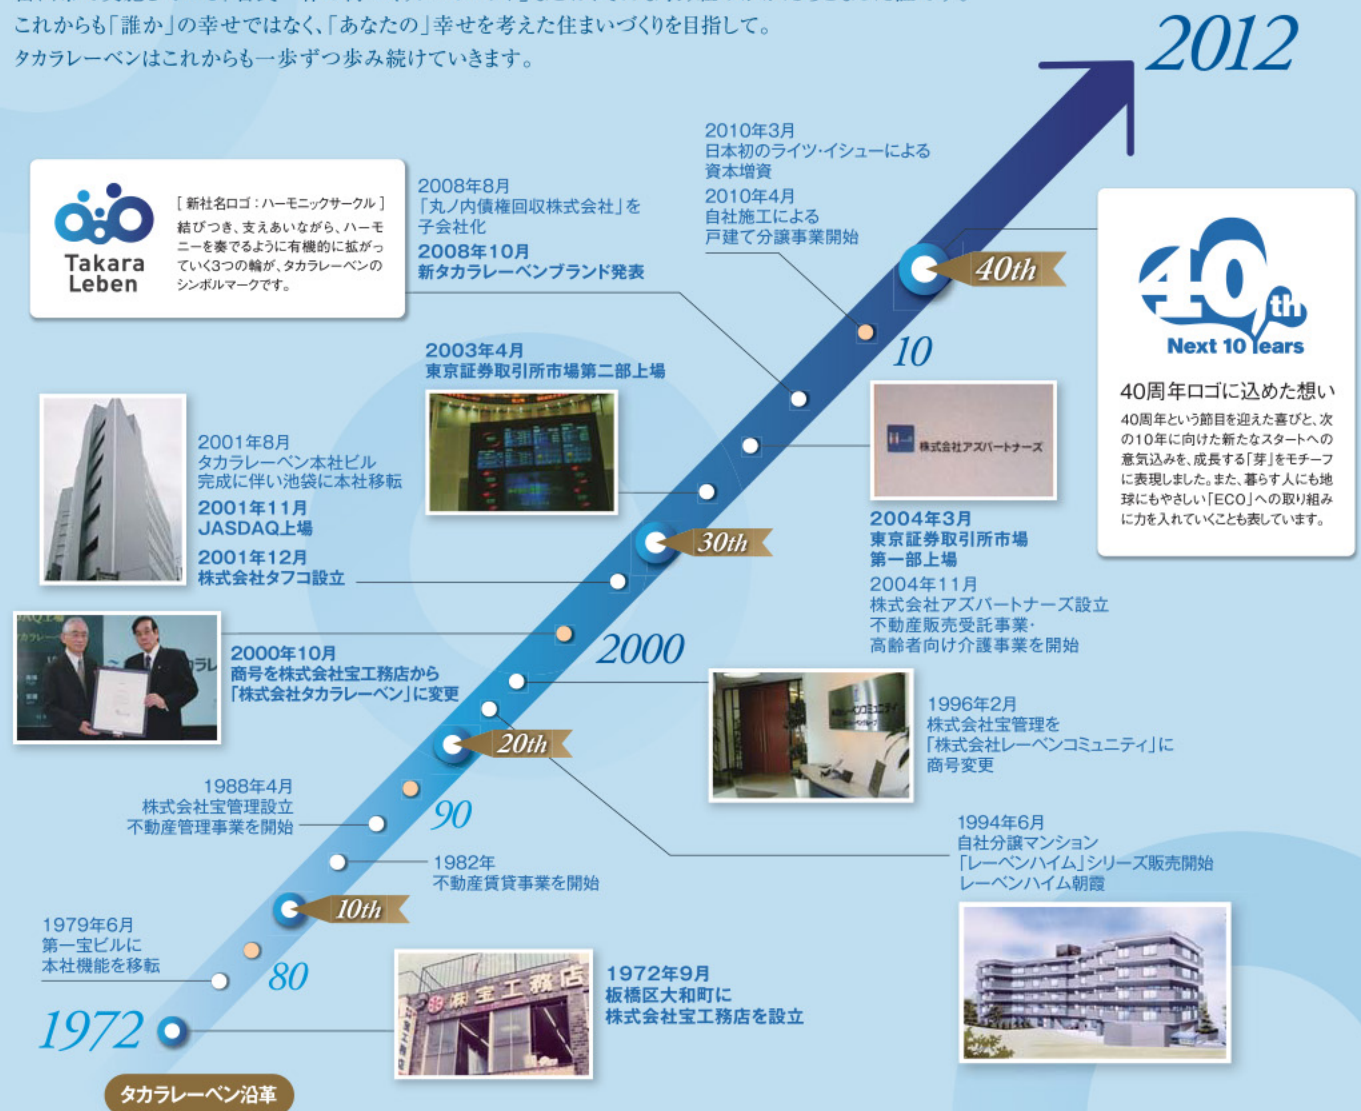 これからも「誰か」の幸せではなく、「あなたの」幸せを考えた住まいづくりを目指して。
タカラレーベンはこれからも一歩ずつ歩み続けていきます。
2012
2010年3月
日本初のライツ・イシューによる
資本増資
2010年4月
自社施工による
戸建て分譲事業開始
Takara
Leben
[ 新社名ロゴ：ハーモニックサークル ]
結びつき、支えあいながら、ハーモ
ニーを奏でるように有機的に拡がっ
ていく3つの輪が、タカラレーベンの
シンボルマークです。
2008年8月
「丸ノ内債権回収株式会社」を
子会社化
2008年10月
新タカラレーベンブランド発表
40th
40th
Next 10 Years
40周年ロゴに込めた想い
40周年という節目を迎えた喜びと、次
の10年に向けた新たなスタートへの
意気込みを、成長する「芽」をモチーフ
に表現しました。また、暮らす人にも地
球にもやさしい「ECO」への取り組み
に力を入れていくことも表しています。
10
2003年4月
東京証券取引所市場第二部上場
株式会社アズパートナーズ
2004年3月
東京証券取引所市場
第一部上場
2004年11月
株式会社アズパートナーズ設立
不動産販売受託事業・
高齢者向け介護事業を開始
2001年8月
タカラレーベン本社ビル
完成に伴い池袋に本社移転
2001年11月
JASDAQ上場
2001年12月
株式会社タフコ設立
30th
2000
2000年10月
商号を株式会社宝工務店から
「株式会社タカラレーベン」に変更
1996年2月
株式会社宝管理を
「株式会社レーベンコミュニティ」に
商号変更
20th
90
1988年4月
株式会社宝管理設立
不動産管理事業を開始
1994年6月
自社分譲マンション
「レーベンハイム」シリーズ販売開始
レーベンハイム朝霞
1982年
不動産賃貸事業を開始
10th
80
1979年6月
第一宝ビルに
本社機能を移転
㈱宝工務店
1972年9月
板橋区大和町に
株式会社宝工務店を設立
1972
タカラレーベン沿革